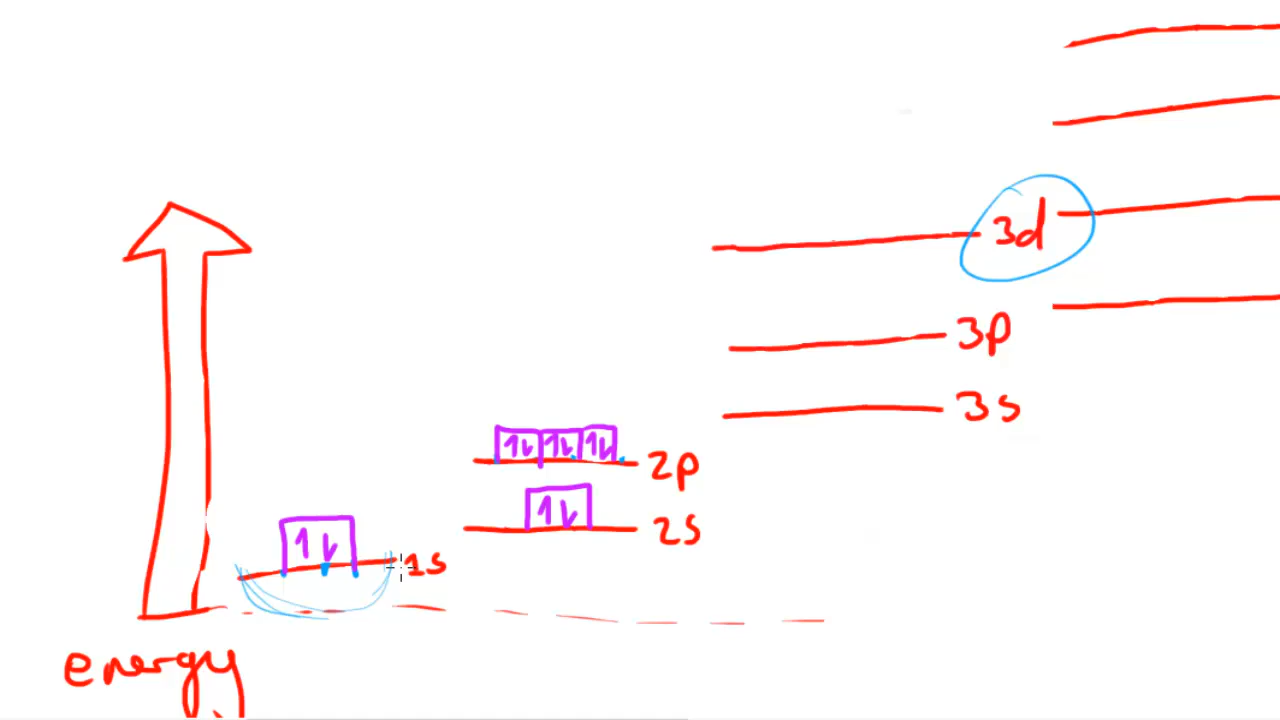 3d
3p
3s
1↓ 1↓ 1↓ 2p
1↓ 2s
1↓ 1s
energy